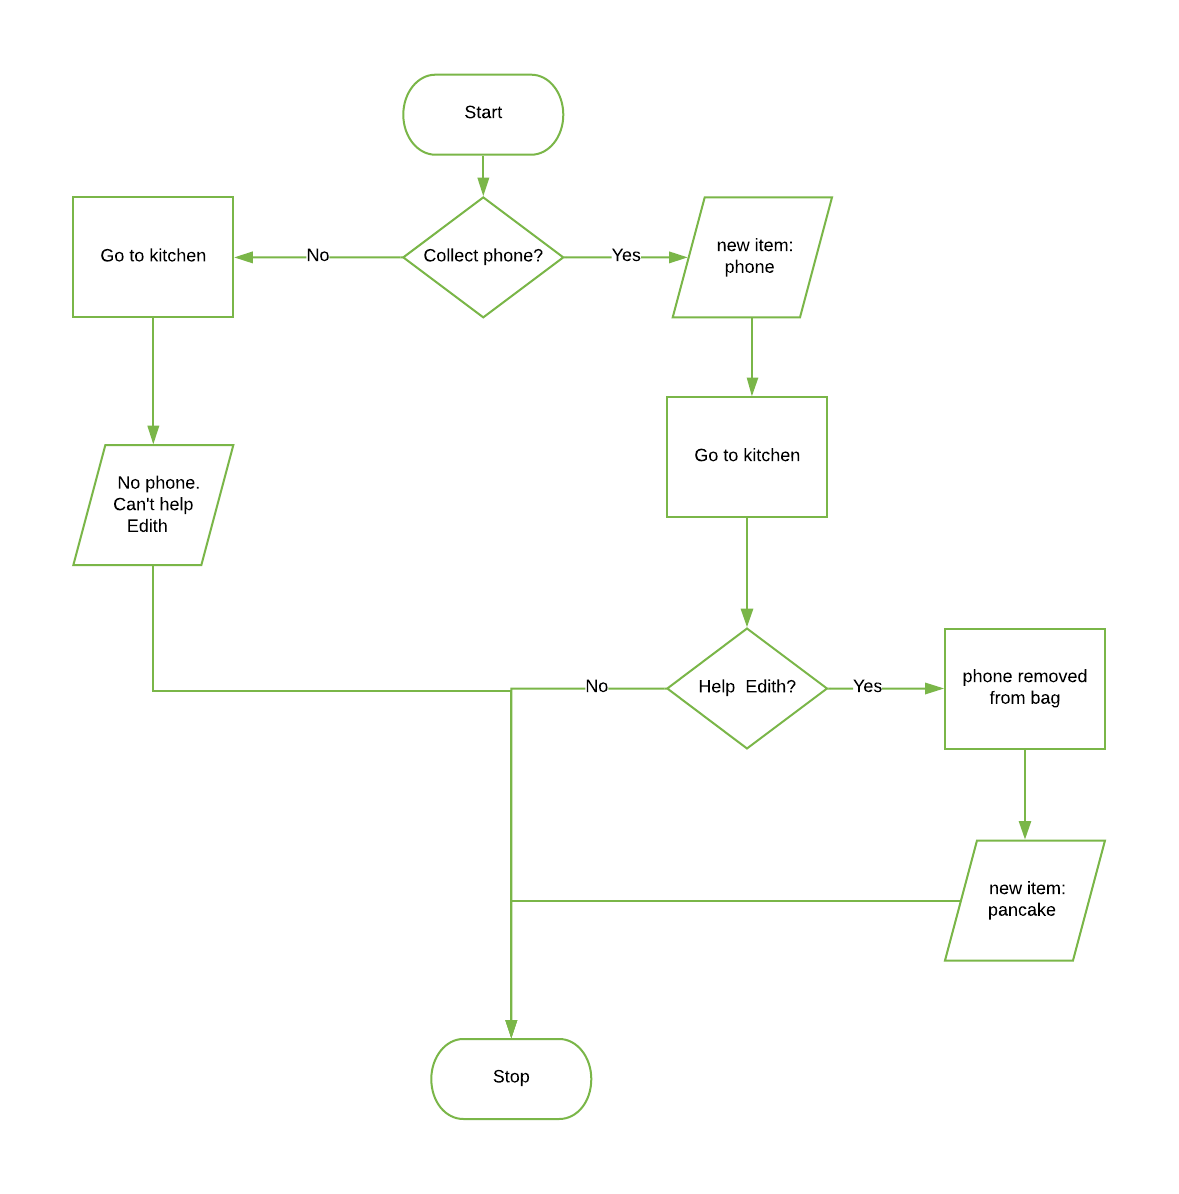 Start
Go to kitchen
No
Collect phone?
Yes
new item:
phone
Go to kitchen
No phone.
Can't help
Edith
No
Help  Edith?
Yes
phone removed
from bag
new item:
pancake
Stop